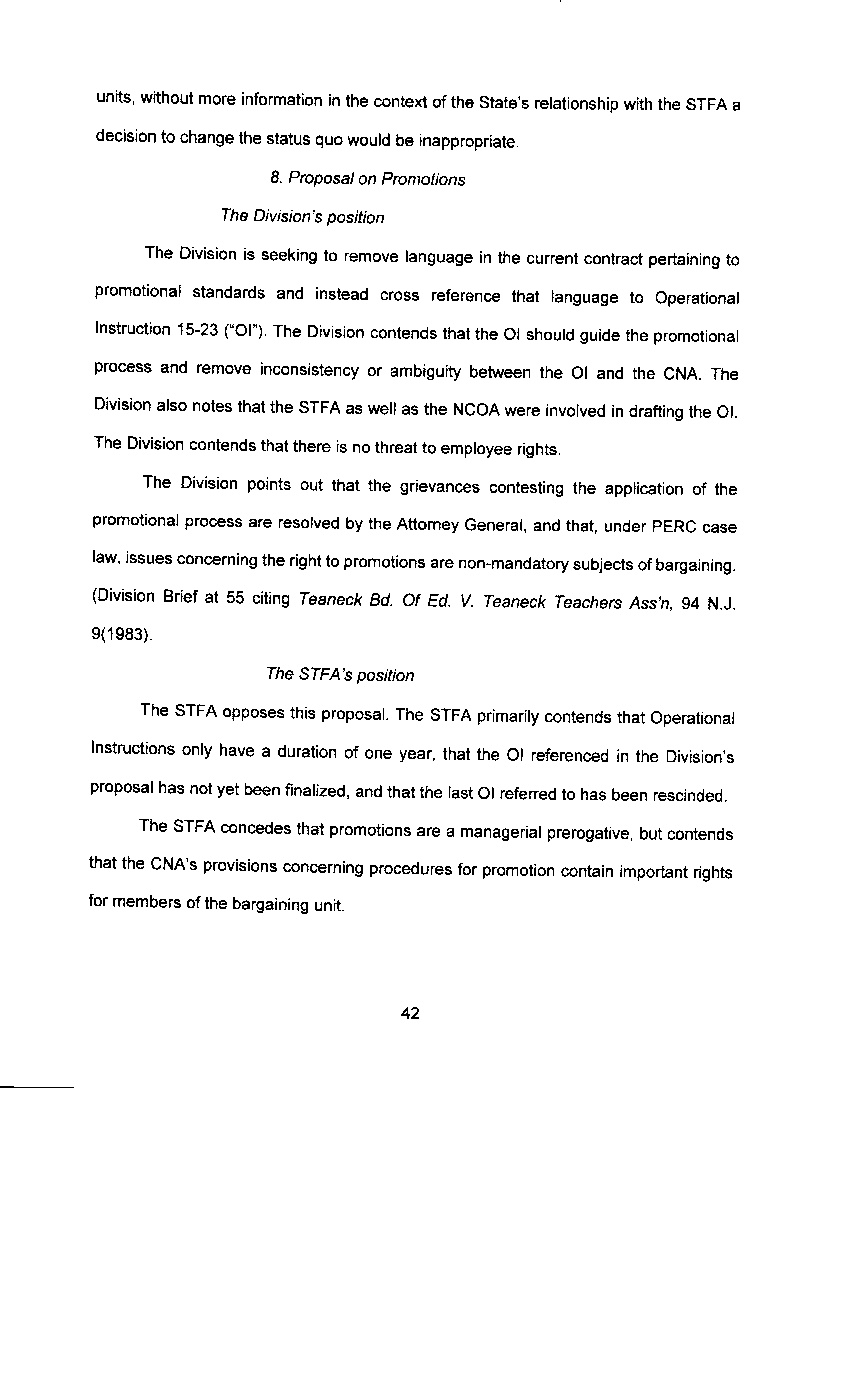 units, without more information in the context of the State's relationship with the STFA a
decision to change the status quo would be inappropriate.
8. Proposal on Promotions
The Division's position
The Division is seeking to remove language in the current contract pertaining to
promotional standards and instead cross reference that language to Operational
Instruction 15-23 ("OI"). The Division contends that the OI should guide the promotional
process and remove inconsistency or ambiguity between the OI and the CNA. The
Division also notes that the STFA as well as the NCOA were involved in drafting the OI.
The Division contends that there is no threat to employee rights.
The Division points out that the grievances contesting the application of the
promotional process are resolved by the Attorney General, and that, under PERC case
law, issues concerning the right to promotions are non-mandatory subjects of bargaining.
(Division Brief at 55 citing Teaneck Bd. Of Ed. V. Teaneck Teachers Ass'n, 94 N.J.
9(1983).
The STFA's position
The STFA opposes this proposal. The STFA primarily contends that Operational
Instructions only have a duration of one year, that the OI referenced in the Division's
proposal has not yet been finalized, and that the last OI referred to has been rescinded.
The STFA concedes that promotions are a managerial prerogative, but contends
that the CNA's provisions concerning procedures for promotion contain important rights
for members of the bargaining unit.
42